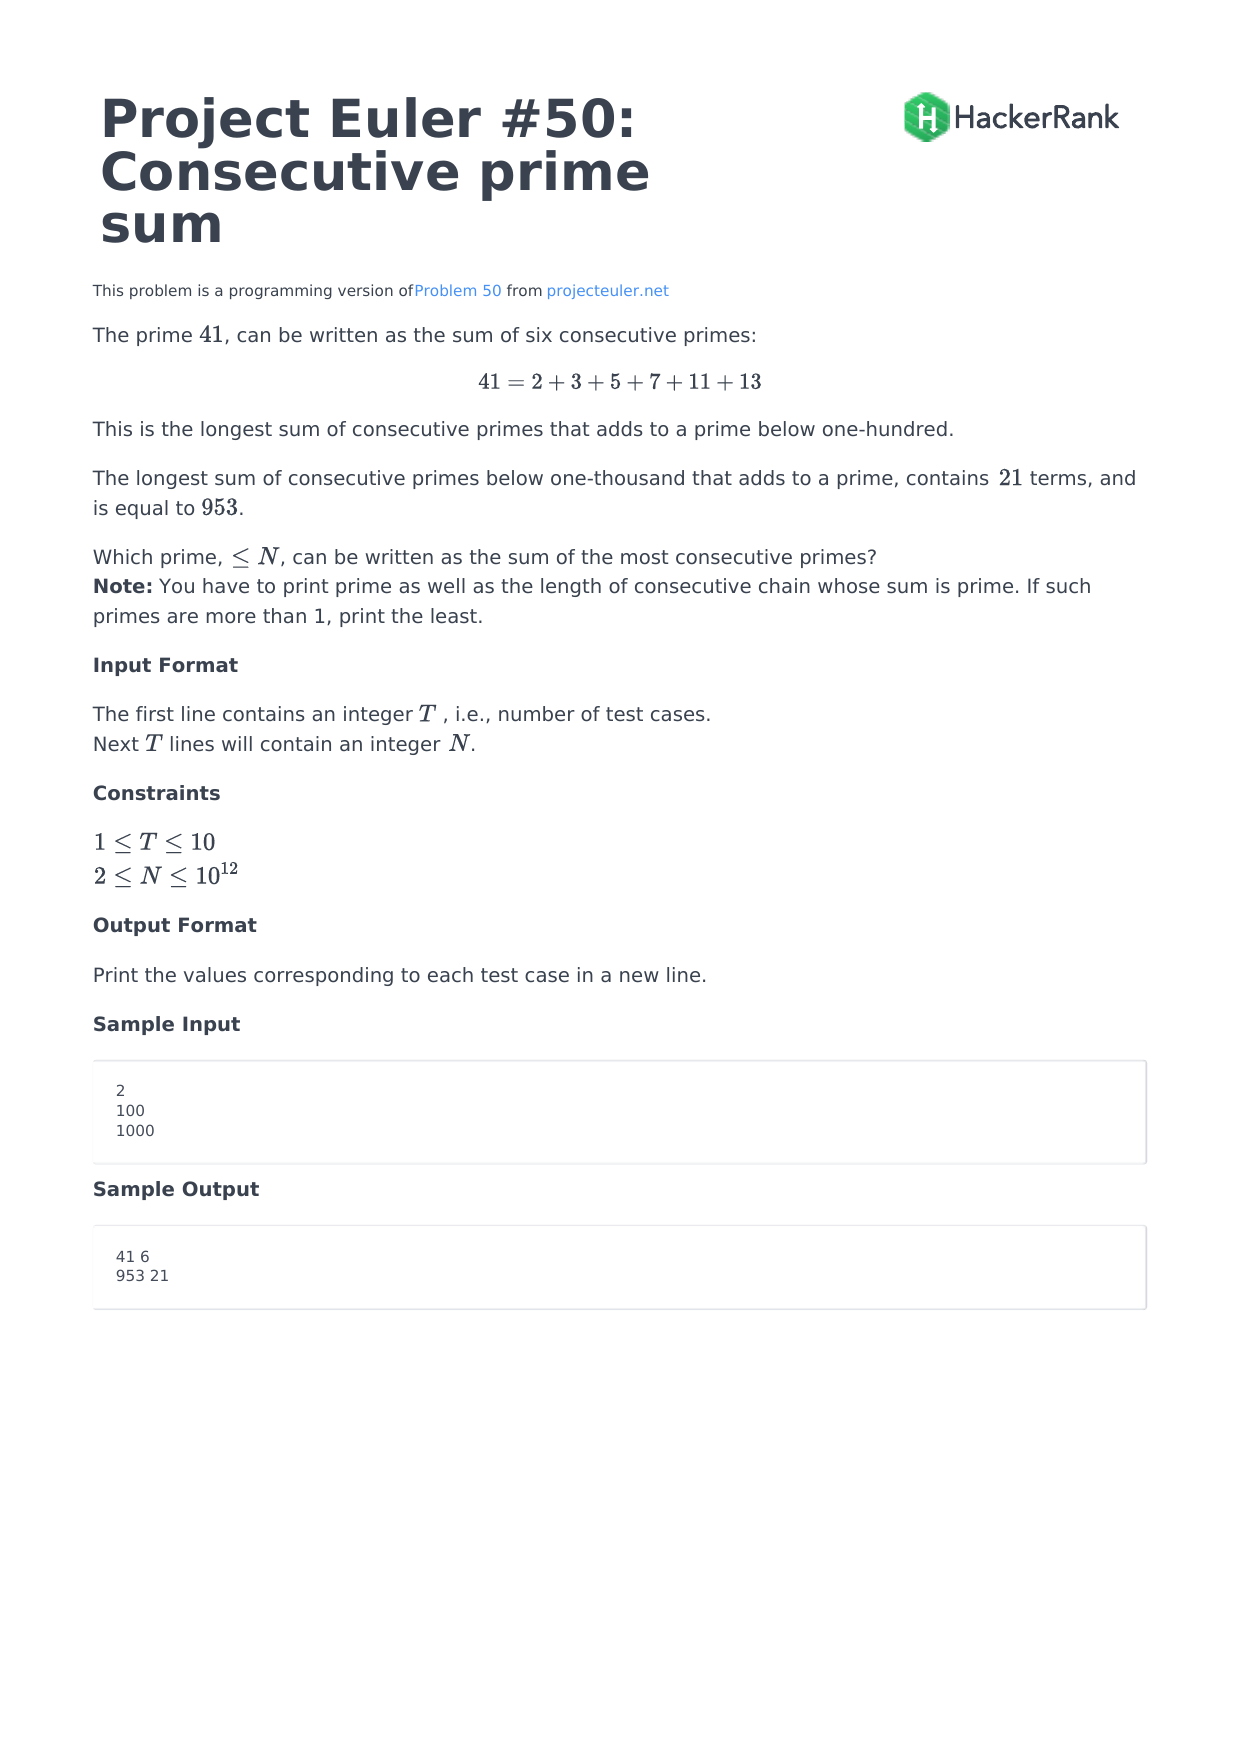 Project Euler #50:
Consecutive prime
sum
HackerRank
This problem is a programming version ofProblem 50 from projecteuler.net
The prime 41, can be written as the sum of six consecutive primes:
41 = 2 + 3 + 5 + 7 + 11 + 13
This is the longest sum of consecutive primes that adds to a prime below one-hundred.
The longest sum of consecutive primes below one-thousand that adds to a prime, contains 21 terms, and
is equal to 953.
Which prime, ≤ N, can be written as the sum of the most consecutive primes?
Note: You have to print prime as well as the length of consecutive chain whose sum is prime. If such
primes are more than 1, print the least.
Input Format
The first line contains an integer T , i.e., number of test cases.
Next T lines will contain an integer N.
Constraints
1 ≤ T ≤ 10
2 ≤ N ≤ 10¹²
Output Format
Print the values corresponding to each test case in a new line.
Sample Input
2
100
1000
Sample Output
41 6
953 21